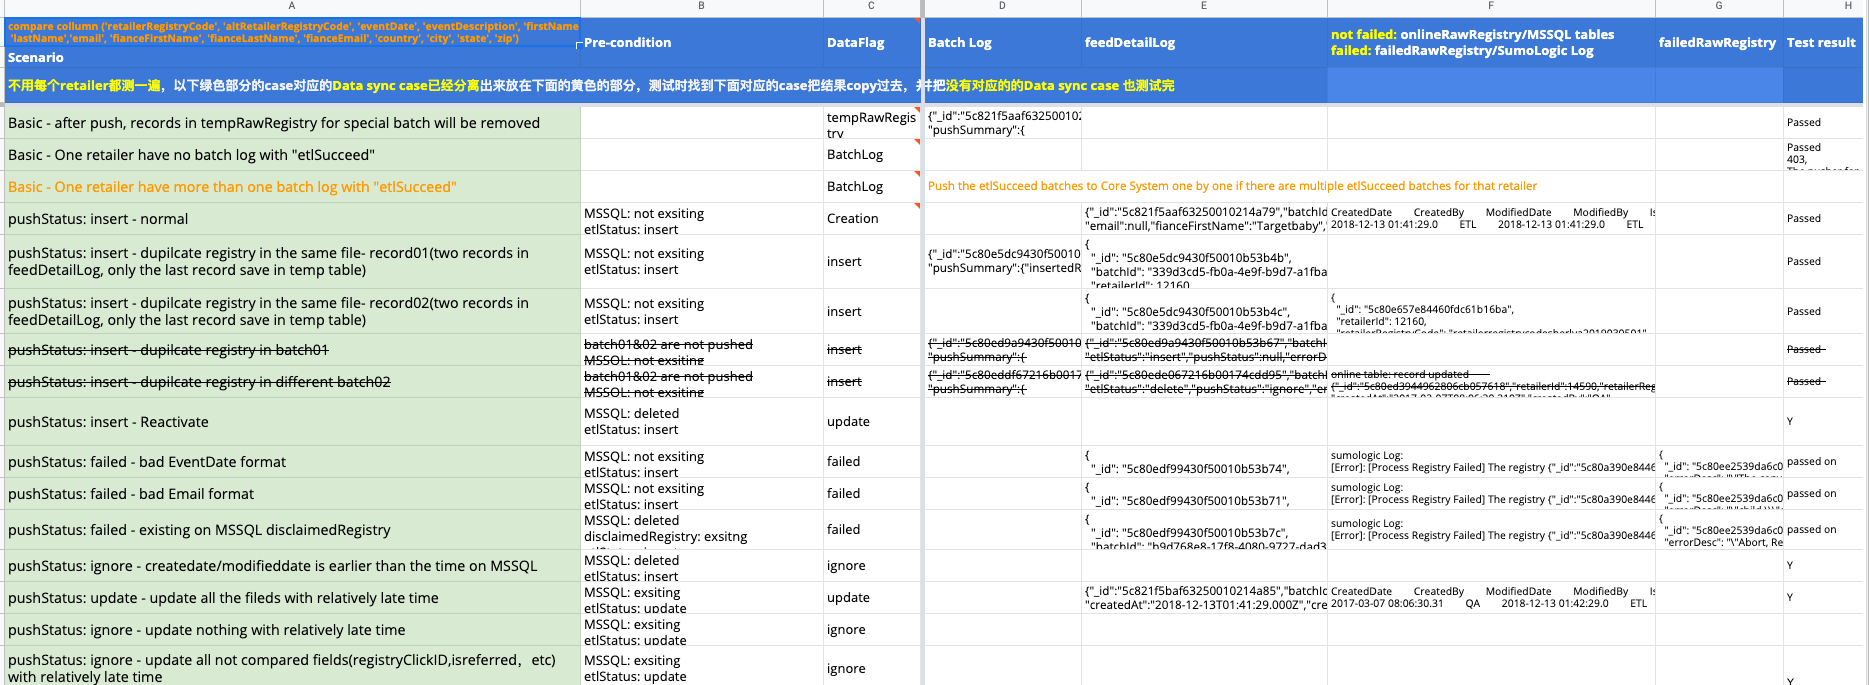 A B C D E F G H
compare collumn ('retailerRegistryCode', 'altRetailerRegistryCode', 'eventDate', 'eventDescription', 'firstName
'lastName','email', 'fianceFirstName', 'fianceLastName', 'fianceEmail', 'country', 'city', 'state', 'zip')
Scenario
Pre-condition
DataFlag
Batch Log
feedDetailLog
not failed: onlineRawRegistry/MSSQL tables
failed: failedRawRegistry/SumoLogic Log
failedRawRegistry
Test result
不用每个retailer都测一遍，以下绿色部分的case对应的Data sync case已经分离出来放在下面的黄色的部分，测试时找到下面对应的case把结果copy过去，并把没有对应的的Data sync case 也测试完
Basic - after push, records in tempRawRegistry for special batch will be removed
tempRawRegis
try
{"_id":"5c821f5aaf632500102
"pushSummary":{
Passed
Basic - One retailer have no batch log with "etlSucceed"
BatchLog
Passed
403,
Basic - One retailer have more than one batch log with "etlSucceed"
BatchLog
Push the etlSucceed batches to Core System one by one if there are multiple etlSucceed batches for that retailer
pushStatus: insert - normal
MSSQL: not exsiting
etlStatus: insert
Creation
{"_id":"5c821f5aaf63250010214a79","batchId
"email":null,"fianceFirstName":"Targetbaby",
CreatedDate CreatedBy ModifiedDate ModifiedBy Is
2018-12-13 01:41:29.0 ETL 2018-12-13 01:41:29.0 ETL
Passed
pushStatus: insert - dupilcate registry in the same file- record01(two records in
feedDetailLog, only the last record save in temp table)
MSSQL: not exsiting
etlStatus: insert
insert
{"_id":"5c80e5dc9430f50010
"pushSummary":{"insertedR
{
"_id": "5c80e5dc9430f50010b53b4b",
"batchId": "339d3cd5-fb0a-4e9f-b9d7-a1fba
"retailerId": 12160,
Passed
pushStatus: insert - dupilcate registry in the same file- record02(two records in
feedDetailLog, only the last record save in temp table)
MSSQL: not exsiting
etlStatus: insert
insert
{
"_id": "5c80e5dc9430f50010b53b4c",
"batchId": "339d3cd5-fb0a-4e9f-b9d7-a1fba
{
"_id": "5c80e657e84460fdc61b16ba",
"retailerId": 12160,
Passed
pushStatus: insert - dupilcate registry in batch01
batch01&02 are not pushed
MSSQL: not exsiting
insert
{"_id":"5c80ed9a9430f50010
"pushSummary":{
{"_id":"5c80ed9a9430f50010b53b67","batchI
"etlStatus":"insert","pushStatus":null,"errorD
Passed
pushStatus: insert - dupilcate registry in different batch02
batch01&02 are not pushed
MSSQL: not exsiting
insert
{"_id":"5c80eddf67216b0017
"pushSummary":{
{"_id":"5c80ede067216b00174cdd95","batchI
"etlStatus":"delete","pushStatus":"ignore","er
online table: record updated
{"_id":"5c80ed3944962806cb057618","retailerId":14590,"retailerReg
Passed
pushStatus: insert - Reactivate
MSSQL: deleted
etlStatus: insert
update
Y
pushStatus: failed - bad EventDate format
MSSQL: not exsiting
etlStatus: insert
failed
{
"_id": "5c80edf99430f50010b53b74",
sumologic Log:
[Error]: [Process Registry Failed] The registry {"_id":"5c80a390e8446
{
"_id": "5c80ee2539da6c0
passed on
pushStatus: failed - bad Email format
MSSQL: not exsiting
etlStatus: insert
failed
{
"_id": "5c80edf99430f50010b53b71",
sumologic Log:
[Error]: [Process Registry Failed] The registry {"_id":"5c80a390e8446
{
"_id": "5c80ee2539da6c0
passed on
pushStatus: failed - existing on MSSQL disclaimedRegistry
MSSQL: deleted
disclaimedRegistry: exsitng
failed
{
"_id": "5c80edf99430f50010b53b7c",
"batchId": "b9d768e8-17f8-4080-9727-dad3
sumologic Log:
[Error]: [Process Registry Failed] The registry {"_id":"5c80a390e8446
{
"_id": "5c80ee2539da6c0
"errorDesc": "\"Abort, Re
passed on
pushStatus: ignore - createdate/modifieddate is earlier than the time on MSSQL
MSSQL: deleted
etlStatus: insert
ignore
Y
pushStatus: update - update all the fileds with relatively late time
MSSQL: exsiting
etlStatus: update
update
{"_id":"5c821f5baf63250010214a85","batchId
"createdAt":"2018-12-13T01:41:29.000Z","cre
CreatedDate CreatedBy ModifiedDate ModifiedBy Is
2017-03-07 08:06:30.31 QA 2018-12-13 01:42:29.0 ETL
Y
pushStatus: ignore - update nothing with relatively late time
MSSQL: exsiting
etlStatus: update
ignore
pushStatus: ignore - update all not compared fields(registryClickID,isreferred，etc)
with relatively late time
MSSQL: exsiting
etlStatus: update
ignore
Y